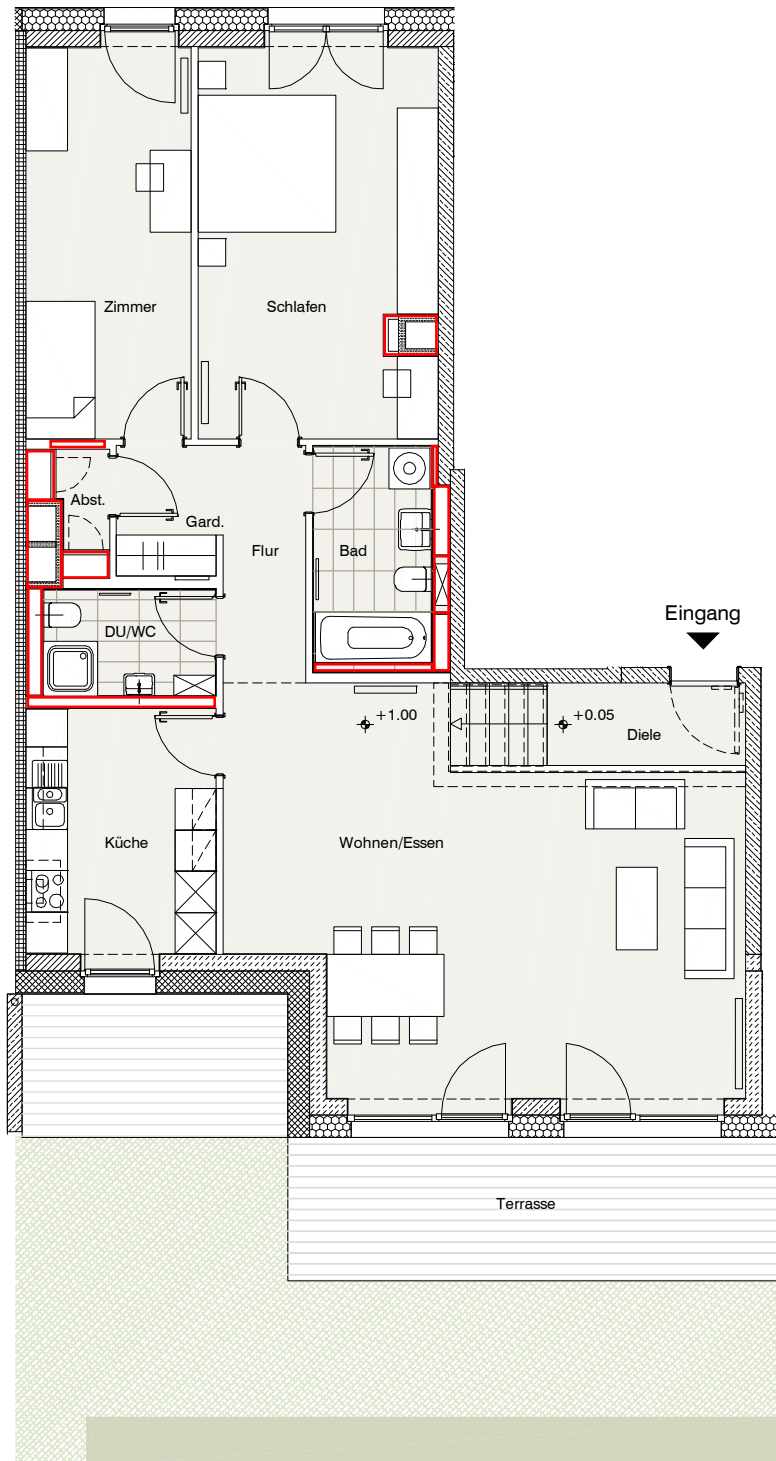 Zimmer
Schlafen
Abst.
Gard.
Flur
Bad
DU/WC
Eingang
+1.00
+0.05
Diele
Küche
Wohnen/Essen
Terrasse